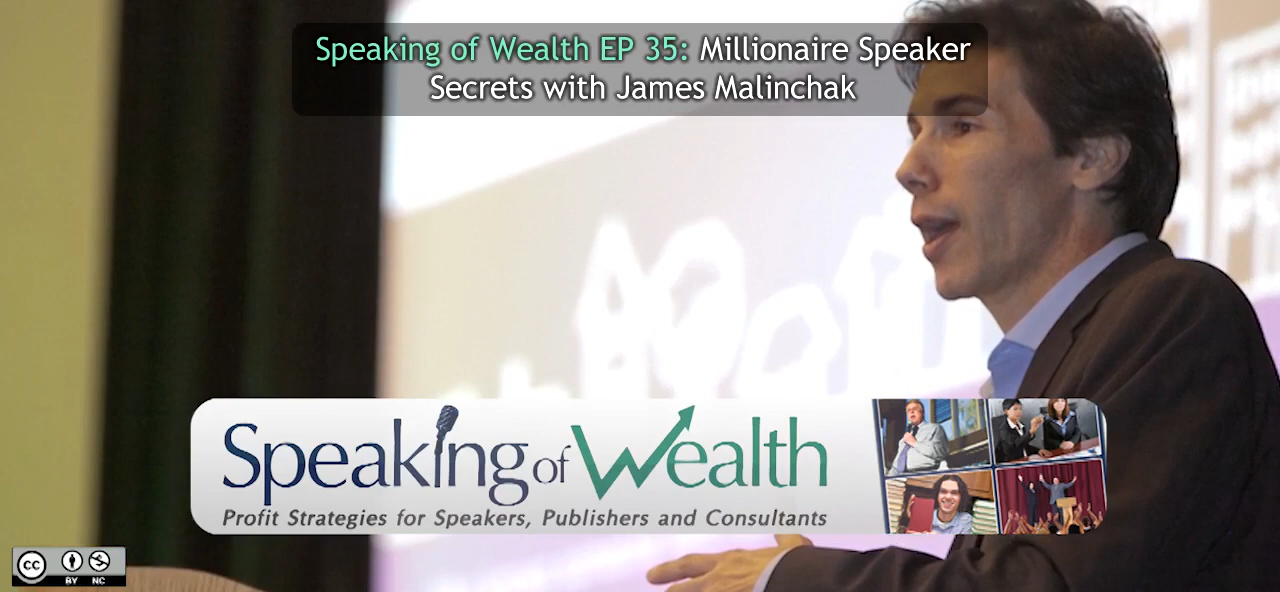 Speaking of Wealth EP 35: Millionaire Speaker
Secrets with James Malinchak
Speaking of Wealth
Profit Strategies for Speakers, Publishers and Consultants
cc
BY NC